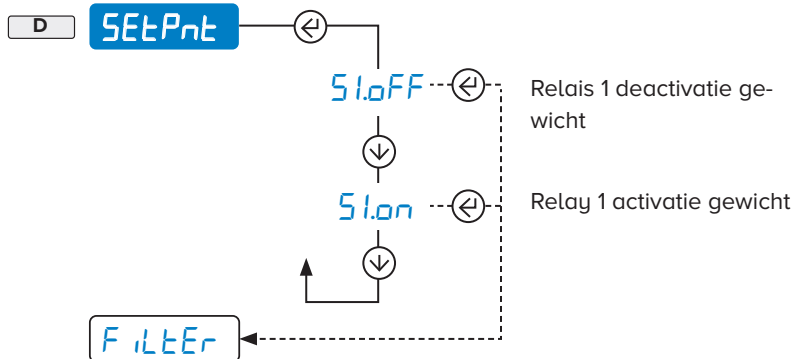 D SEtPnt
S1.oFF Relais 1 deactivatie ge-
wicht
S1.on Relay 1 activatie gewicht
FiLtEr